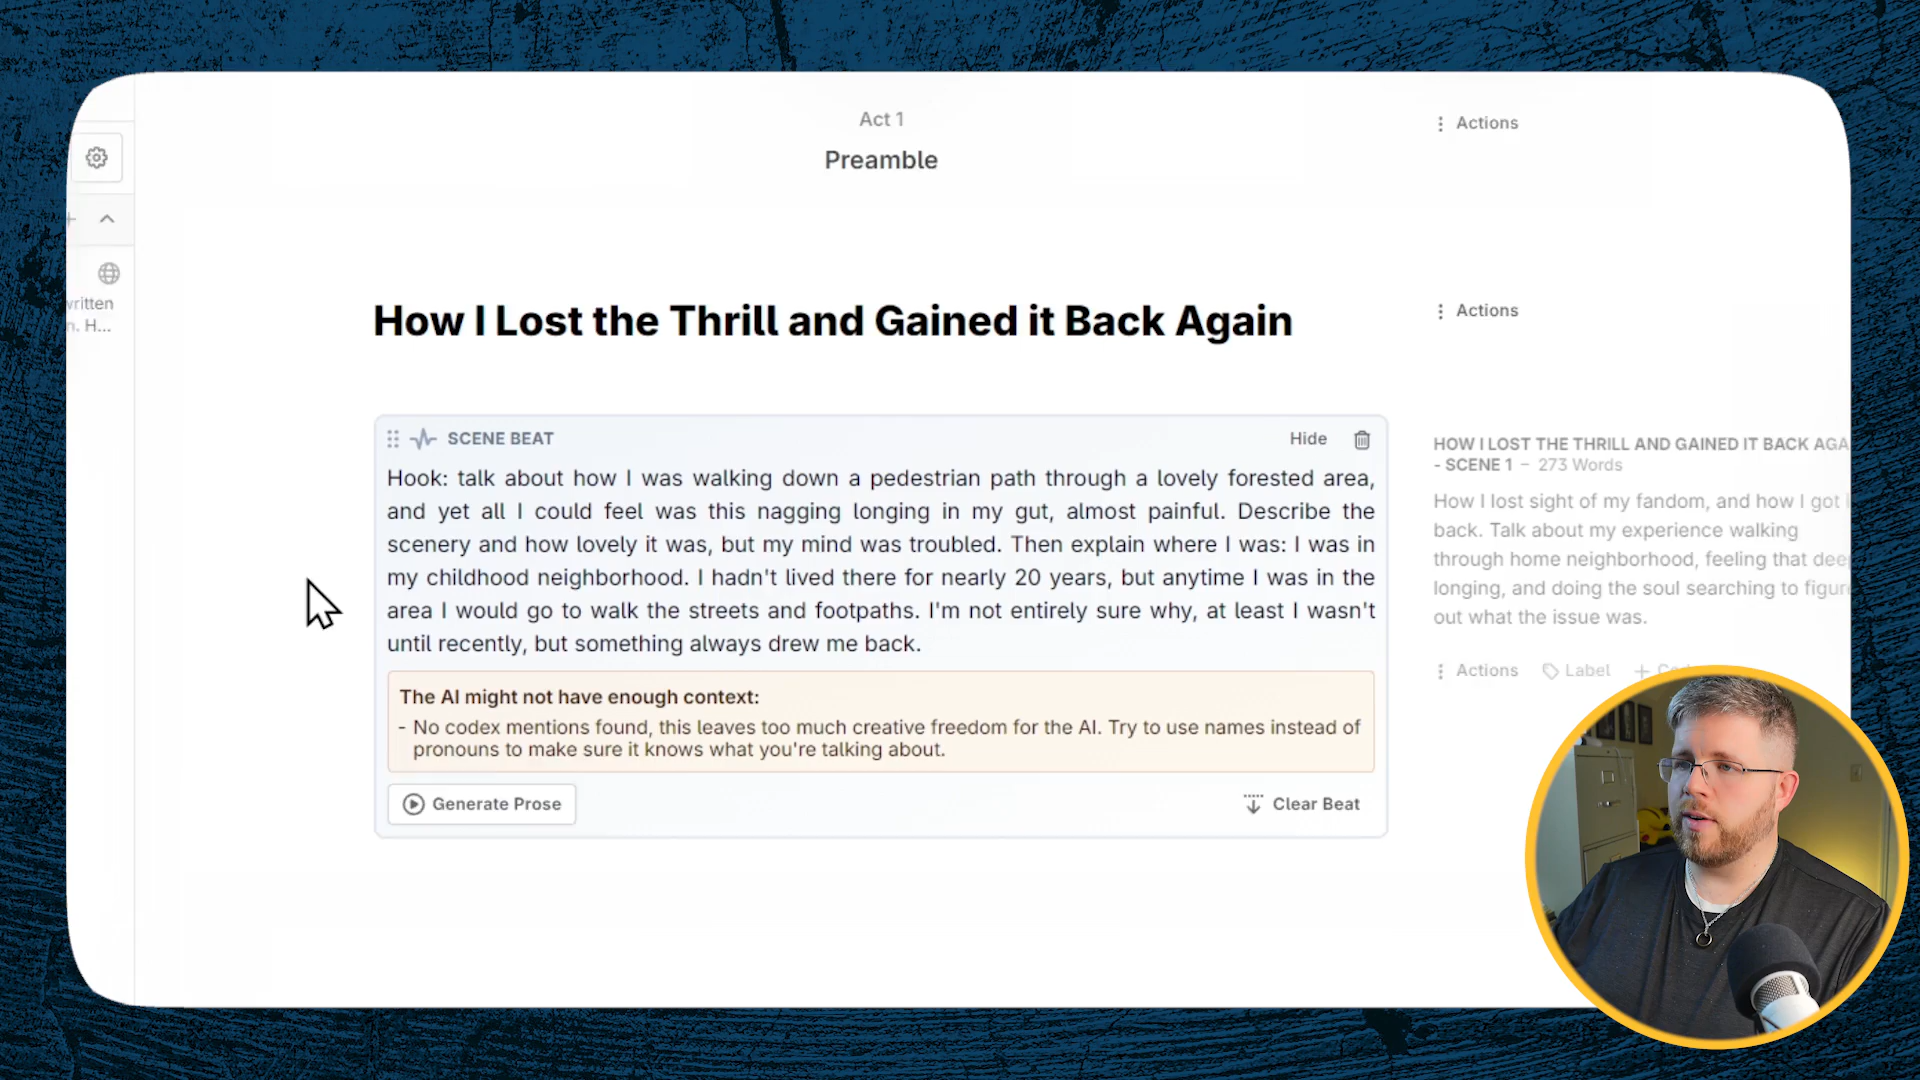 Act 1
Actions
Preamble
written
n. H...
How I Lost the Thrill and Gained it Back Again
Actions
SCENE BEAT
Hide
Hook: talk about how I was walking down a pedestrian path through a lovely forested area,
and yet all I could feel was this nagging longing in my gut, almost painful. Describe the
scenery and how lovely it was, but my mind was troubled. Then explain where I was: I was in
my childhood neighborhood. I hadn't lived there for nearly 20 years, but anytime I was in the
area I would go to walk the streets and footpaths. I'm not entirely sure why, at least I wasn't
until recently, but something always drew me back.
The AI might not have enough context:
- No codex mentions found, this leaves too much creative freedom for the AI. Try to use names instead of
pronouns to make sure it knows what you're talking about.
Generate Prose
Clear Beat
HOW I LOST THE THRILL AND GAINED IT BACK AGA
- SCENE 1 – 273 Words
How I lost sight of my fandom, and how I got
back. Talk about my experience walking
through home neighborhood, feeling that dee
longing, and doing the soul searching to figur
out what the issue was.
Actions
Label